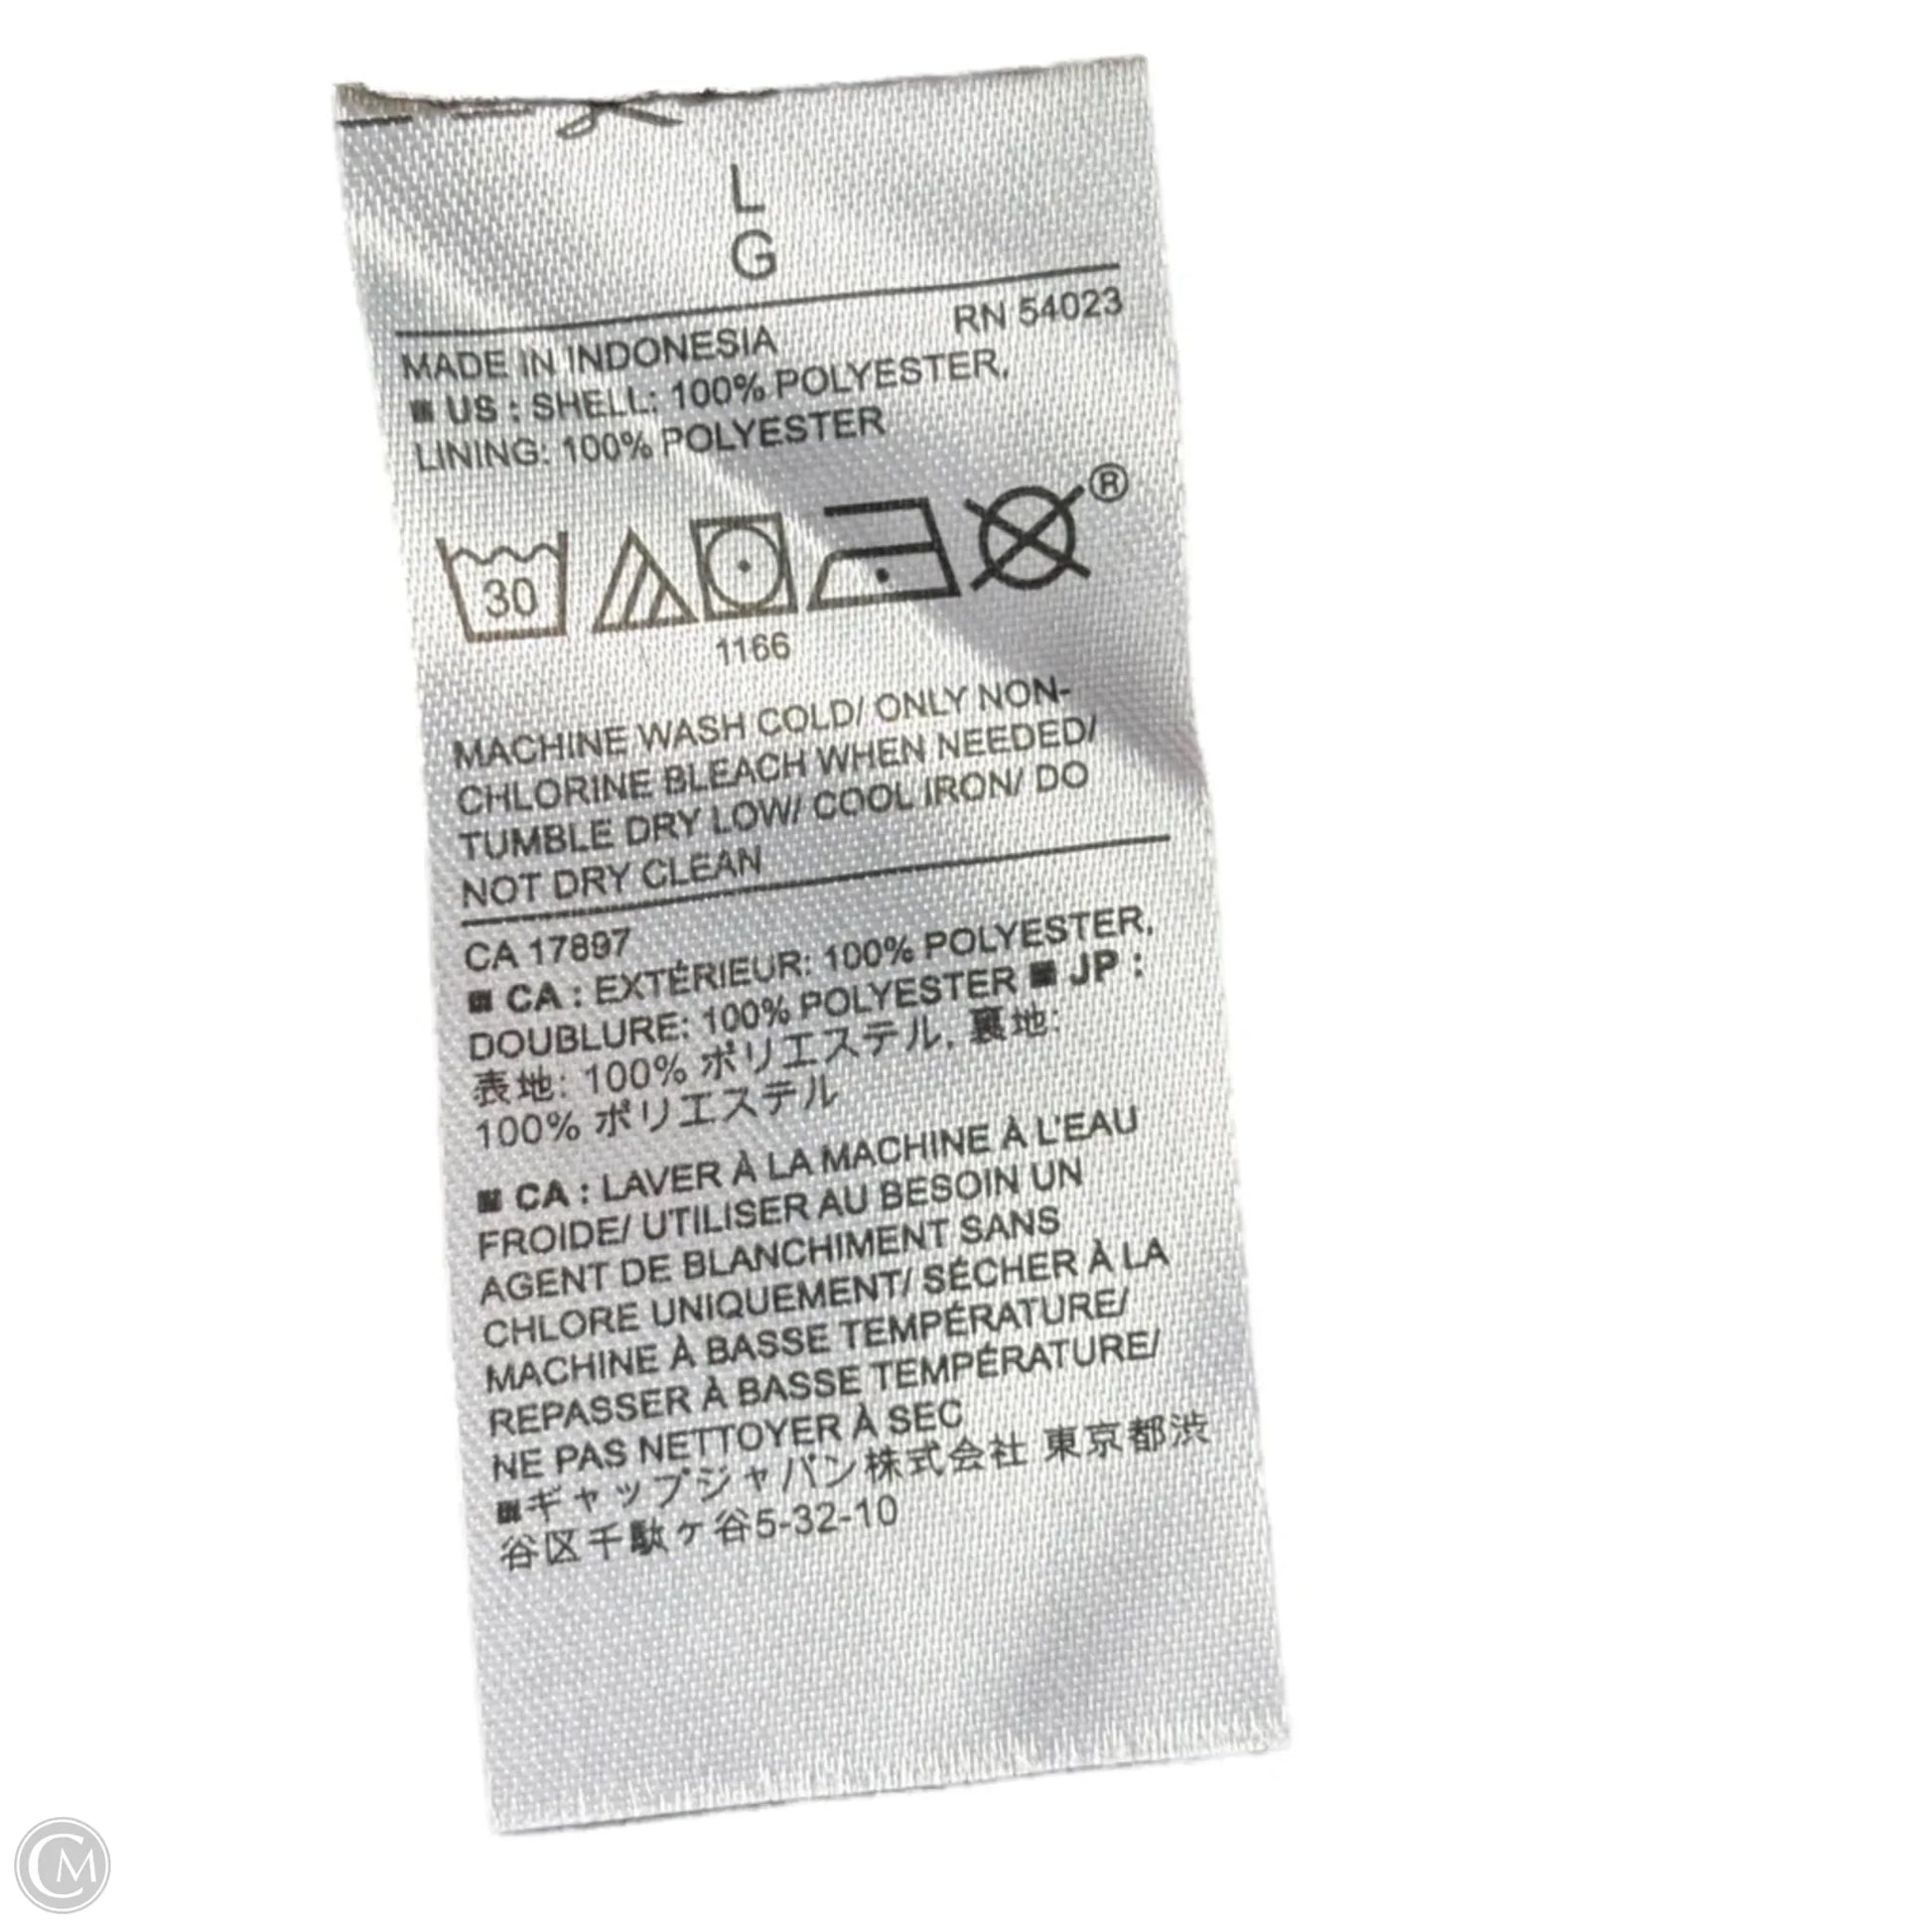 L
G
RN 54023
MADE IN INDONESIA
■ US : SHELL: 100% POLYESTER,
LINING: 100% POLYESTER
®
30
1166
MACHINE WASH COLD/ ONLY NON-
CHLORINE BLEACH WHEN NEEDED/
TUMBLE DRY LOW/ COOL IRON/ DO
NOT DRY CLEAN
CA 17897
■ CA : EXTÉRIEUR: 100% POLYESTER,
DOUBLURE: 100% POLYESTER ■ JP :
表地: 100% ポリエステル, 裏地:
100% ポリエステル
■ CA : LAVER À LA MACHINE À L'EAU
FROIDE/ UTILISER AU BESOIN UN
AGENT DE BLANCHIMENT SANS
CHLORE UNIQUEMENT/ SÉCHER À LA
MACHINE À BASSE TEMPÉRATURE/
REPASSER À BASSE TEMPÉRATURE/
NE PAS NETTOYER À SEC
■ギャップジャパン株式会社 東京都渋
谷区千駄ヶ谷5-32-10
CM